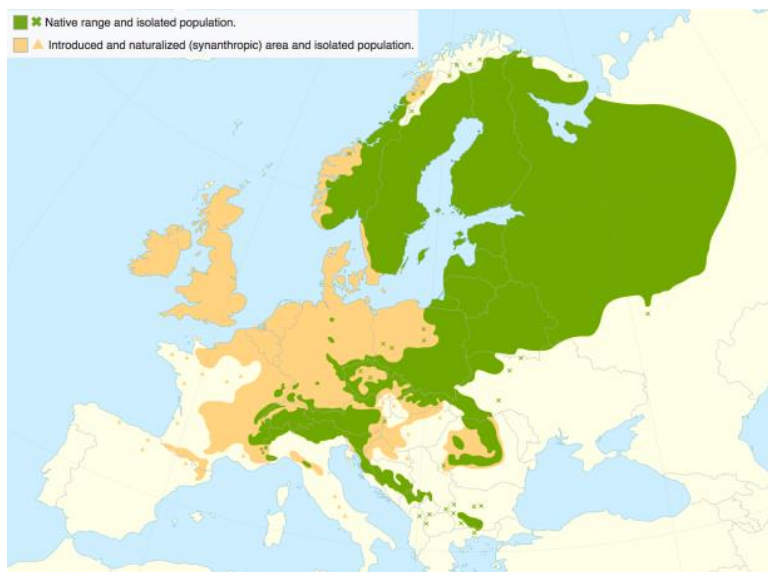 Native range and isolated population.
Introduced and naturalized (synanthropic) area and isolated population.